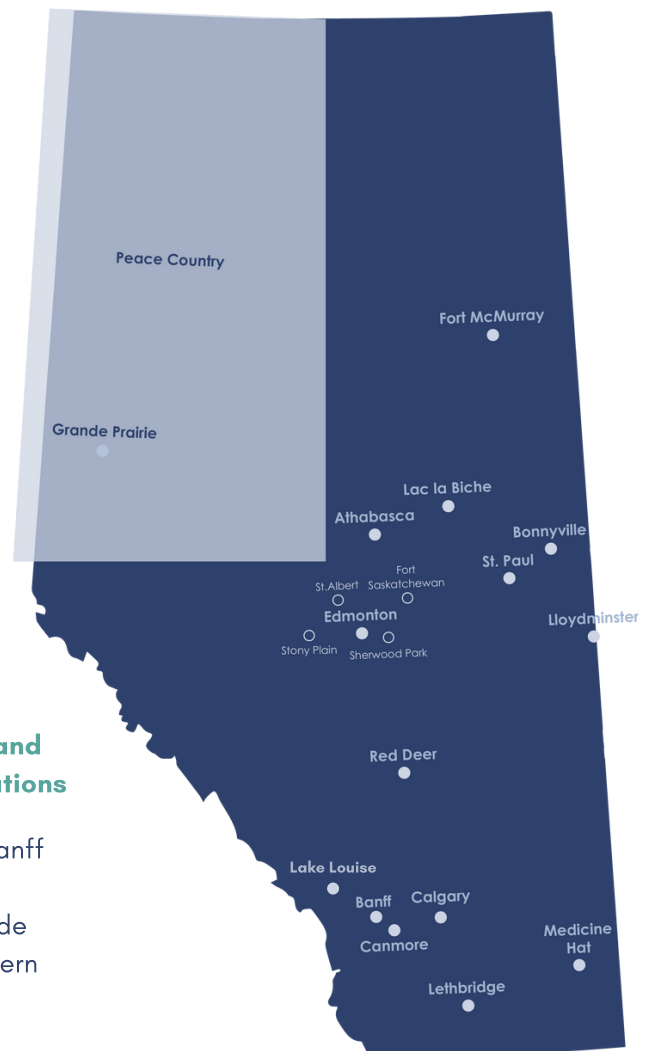 Peace Country
Fort McMurray
Grande Prairie
Lac la Biche
Athabasca
Bonnyville
St. Paul
Fort
Saskatchewan
St.Albert
Edmonton
Lloydminster
Stony Plain
Sherwood Park
and
Red Deer
ations
anff
Lake Louise
Banff
Calgary
de
Canmore
Medicine
Hat
ern
Lethbridge